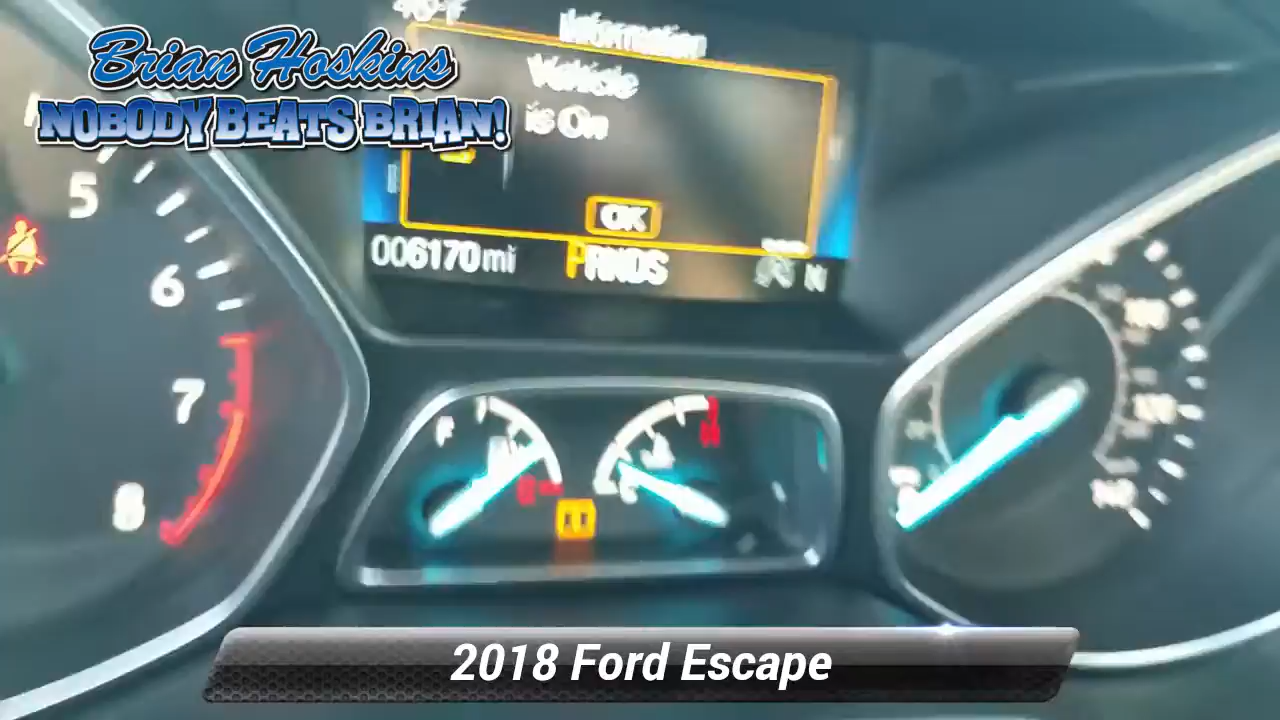 Brian Hoskins
NOBODY BEATS BRIAN!
Information
Vehicle
is On
OK
006170mi
PRNDS
N
5
6
7
8
F
2018 Ford Escape